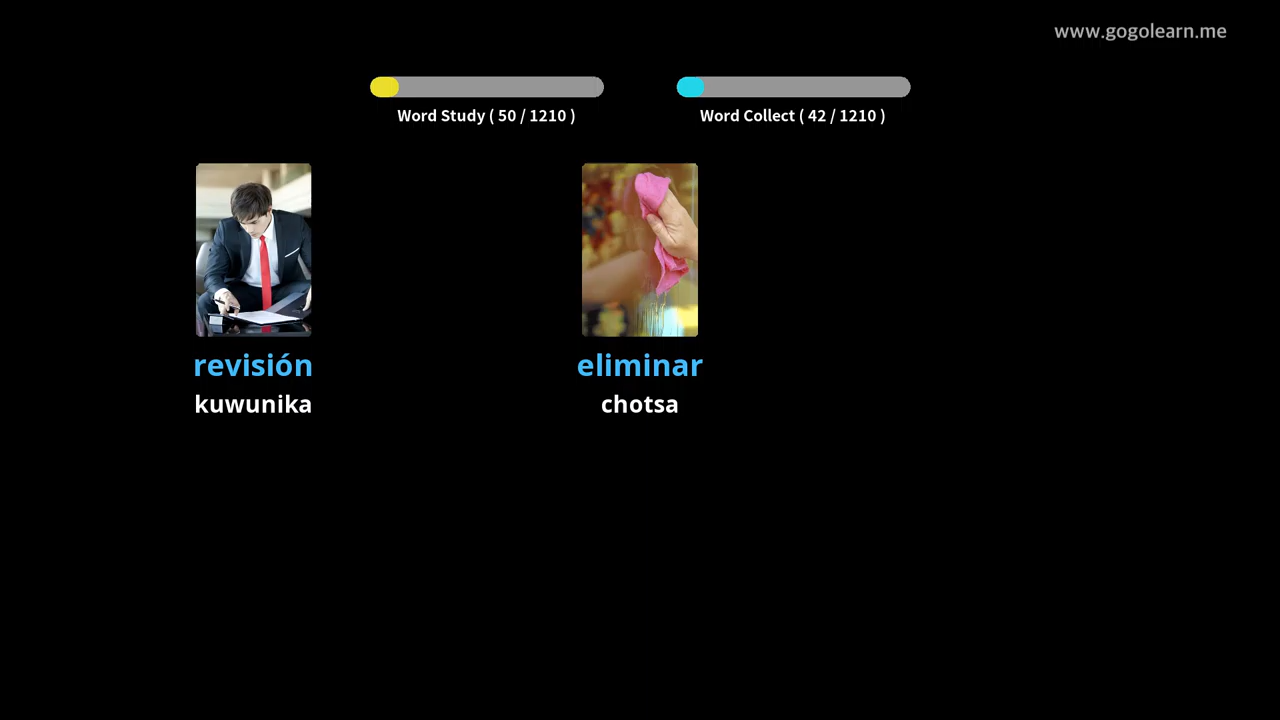 www.gogolearn.me
Word Study ( 50 / 1210 )
Word Collect ( 42 / 1210 )
revisión
kuwunika
eliminar
chotsa